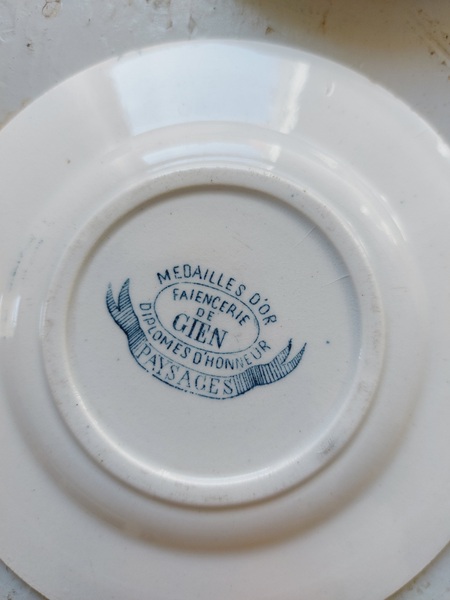 MEDAILLES D'OR
FAIENCERIE
DE
GIEN
DIPLOMES D'HONNEUR
PAYSAGES